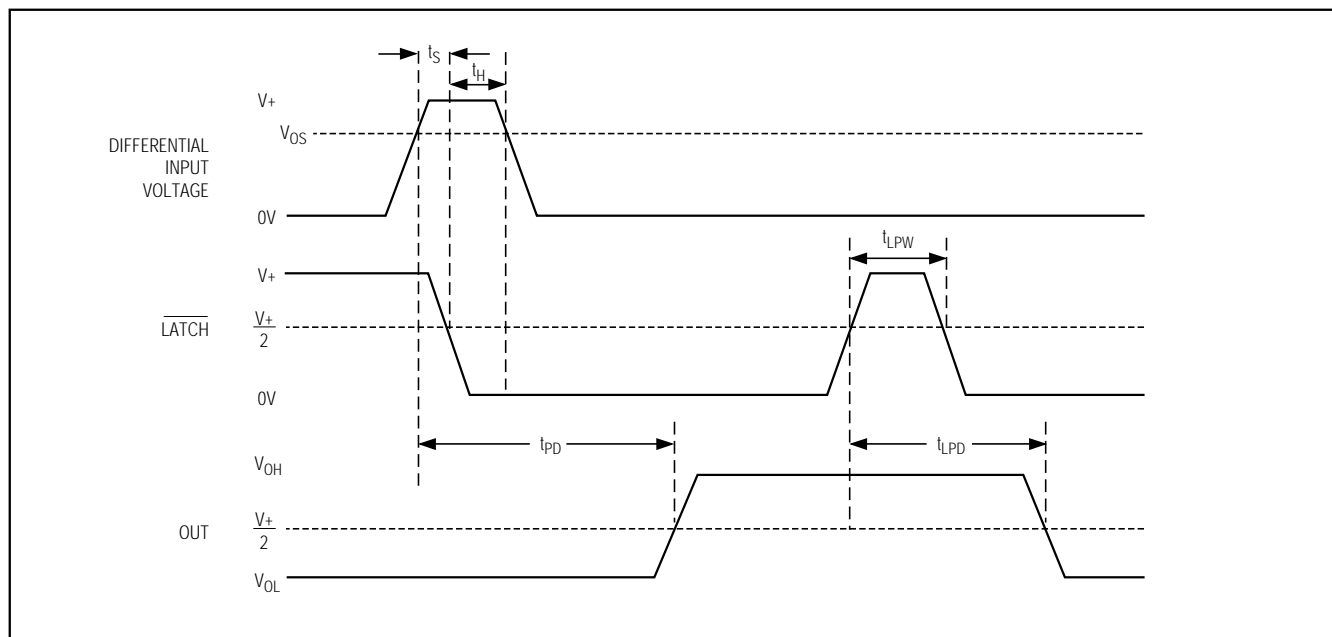 tS
tH
V+
VOS
DIFFERENTIAL
INPUT
VOLTAGE
0V
tLPW
V+
LATCH
V+
2
0V
tPD
tLPD
VOH
OUT
V+
2
VOL